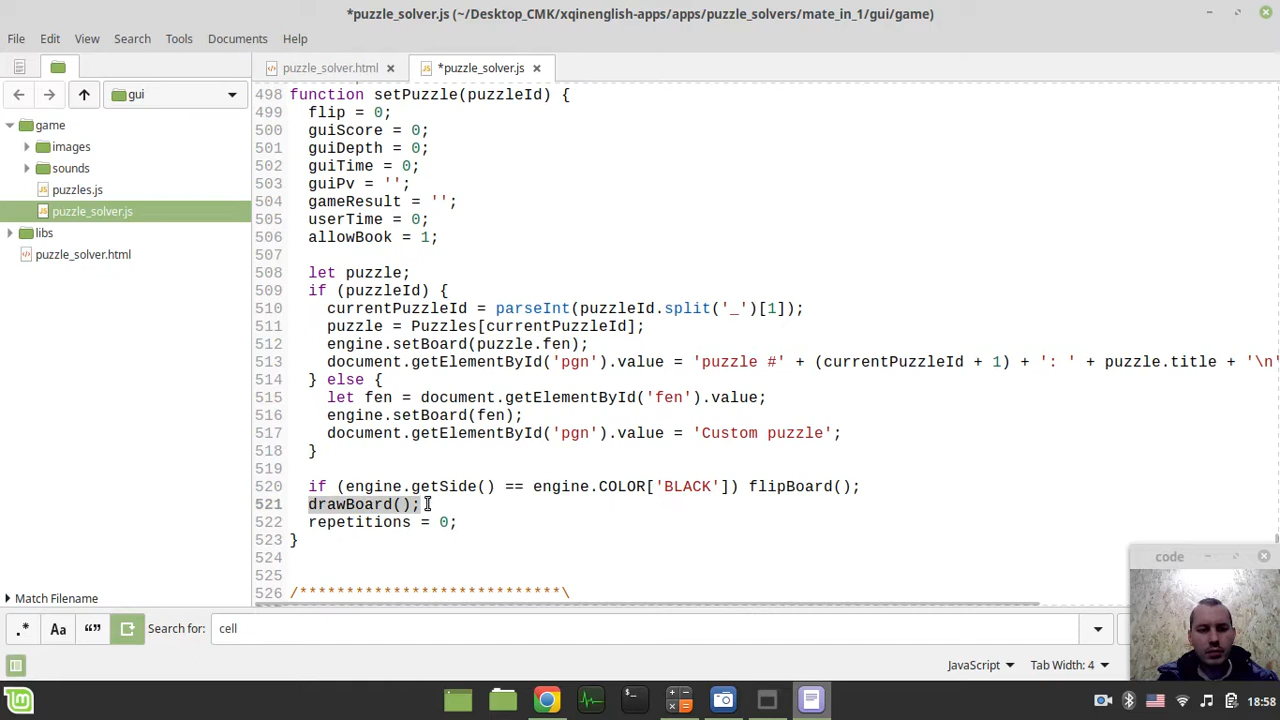 *puzzle_solver.js (~/Desktop_CMK/xqinenglish-apps/apps/puzzle_solvers/mate_in_1/gui/game)
File Edit View Search Tools Documents Help
puzzle_solver.html *puzzle_solver.js
gui
game
images
sounds
puzzles.js
puzzle_solver.js
libs
puzzle_solver.html
Match Filename
498 function setPuzzle(puzzleId) {
499 flip = 0;
500 guiScore = 0;
501 guiDepth = 0;
502 guiTime = 0;
503 guiPv = '';
504 gameResult = '';
505 userTime = 0;
506 allowBook = 1;
507
508 let puzzle;
509 if (puzzleId) {
510 currentPuzzleId = parseInt(puzzleId.split('_')[1]);
511 puzzle = Puzzles[currentPuzzleId];
512 engine.setBoard(puzzle.fen);
513 document.getElementById('pgn').value = 'puzzle #' + (currentPuzzleId + 1) + ': ' + puzzle.title + '\n'
514 } else {
515 let fen = document.getElementById('fen').value;
516 engine.setBoard(fen);
517 document.getElementById('pgn').value = 'Custom puzzle';
518 }
519
520 if (engine.getSide() == engine.COLOR['BLACK']) flipBoard();
521 drawBoard();
522 repetitions = 0;
523 }
524
525
526 /****************************\
code
.* Aa “” Search for: cell
JavaScript Tab Width: 4
18:58